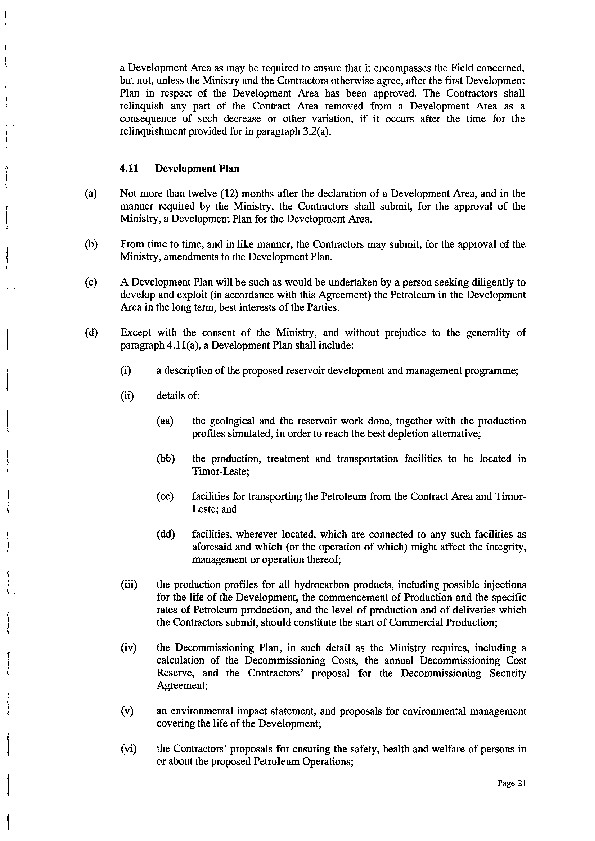 a Development Area as may be required to ensure that it encompasses the Field concerned,
but not, unless the Ministry and the Contractors otherwise agree, after the first Development
Plan in respect of the Development Area has been approved. The Contractors shall
relinquish any part of the Contract Area removed from a Development Area as a
consequence of such decrease or other variation, if it occurs after the time for the
relinquishment provided for in paragraph 3.2(a).
4.11 Development Plan
(a) Not more than twelve (12) months after the declaration of a Development Area, and in the
manner required by the Ministry, the Contractors shall submit, for the approval of the
Ministry, a Development Plan for the Development Area.
(b) From time to time, and in like manner, the Contractors may submit, for the approval of the
Ministry, amendments to the Development Plan.
(c) A Development Plan will be such as would be undertaken by a person seeking diligently to
develop and exploit (in accordance with this Agreement) the Petroleum in the Development
Area in the long term, best interests of the Parties.
(d) Except with the consent of the Ministry, and without prejudice to the generality of
paragraph 4.11(a), a Development Plan shall include:
(i) a description of the proposed reservoir development and management programme;
(ii) details of:
(aa) the geological and the reservoir work done, together with the production
profiles simulated, in order to reach the best depletion alternative;
(bb) the production, treatment and transportation facilities to be located in
Timor-Leste;
(cc) facilities for transporting the Petroleum from the Contract Area and Timor-
Leste; and
(dd) facilities, wherever located, which are connected to any such facilities as
aforesaid and which (or the operation of which) might affect the integrity,
management or operation thereof;
(iii) the production profiles for all hydrocarbon products, including possible injections
for the life of the Development, the commencement of Production and the specific
rates of Petroleum production, and the level of production and of deliveries which
the Contractors submit, should constitute the start of Commercial Production;
(iv) the Decommissioning Plan, in such detail as the Ministry requires, including a
calculation of the Decommissioning Costs, the annual Decommissioning Cost
Reserve, and the Contractors' proposal for the Decommissioning Security
Agreement;
(v) an environmental impact statement, and proposals for environmental management
covering the life of the Development;
(vi) the Contractors' proposals for ensuring the safety, health and welfare of persons in
or about the proposed Petroleum Operations;
Page 21